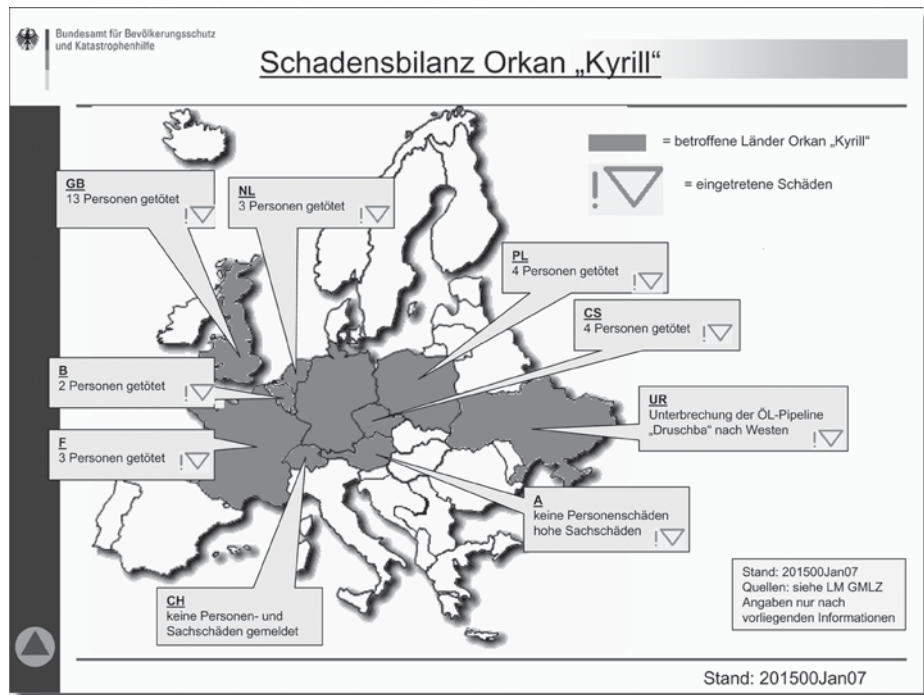 Bundesamt für Bevölkerungsschutz
und Katastrophenhilfe
Schadensbilanz Orkan „Kyrill“
= betroffene Länder Orkan „Kyrill“
! = eingetretene Schäden
GB
13 Personen getötet
!
NL
3 Personen getötet
!
PL
4 Personen getötet
!
CS
4 Personen getötet
!
B
2 Personen getötet
!
UR
Unterbrechung der ÖL-Pipeline
„Druschba“ nach Westen
!
F
3 Personen getötet
!
A
keine Personenschäden
hohe Sachschäden
!
CH
keine Personen- und
Sachschäden gemeldet
Stand: 201500Jan07
Quellen: siehe LM GMLZ
Angaben nur nach
vorliegenden Informationen
Stand: 201500Jan07